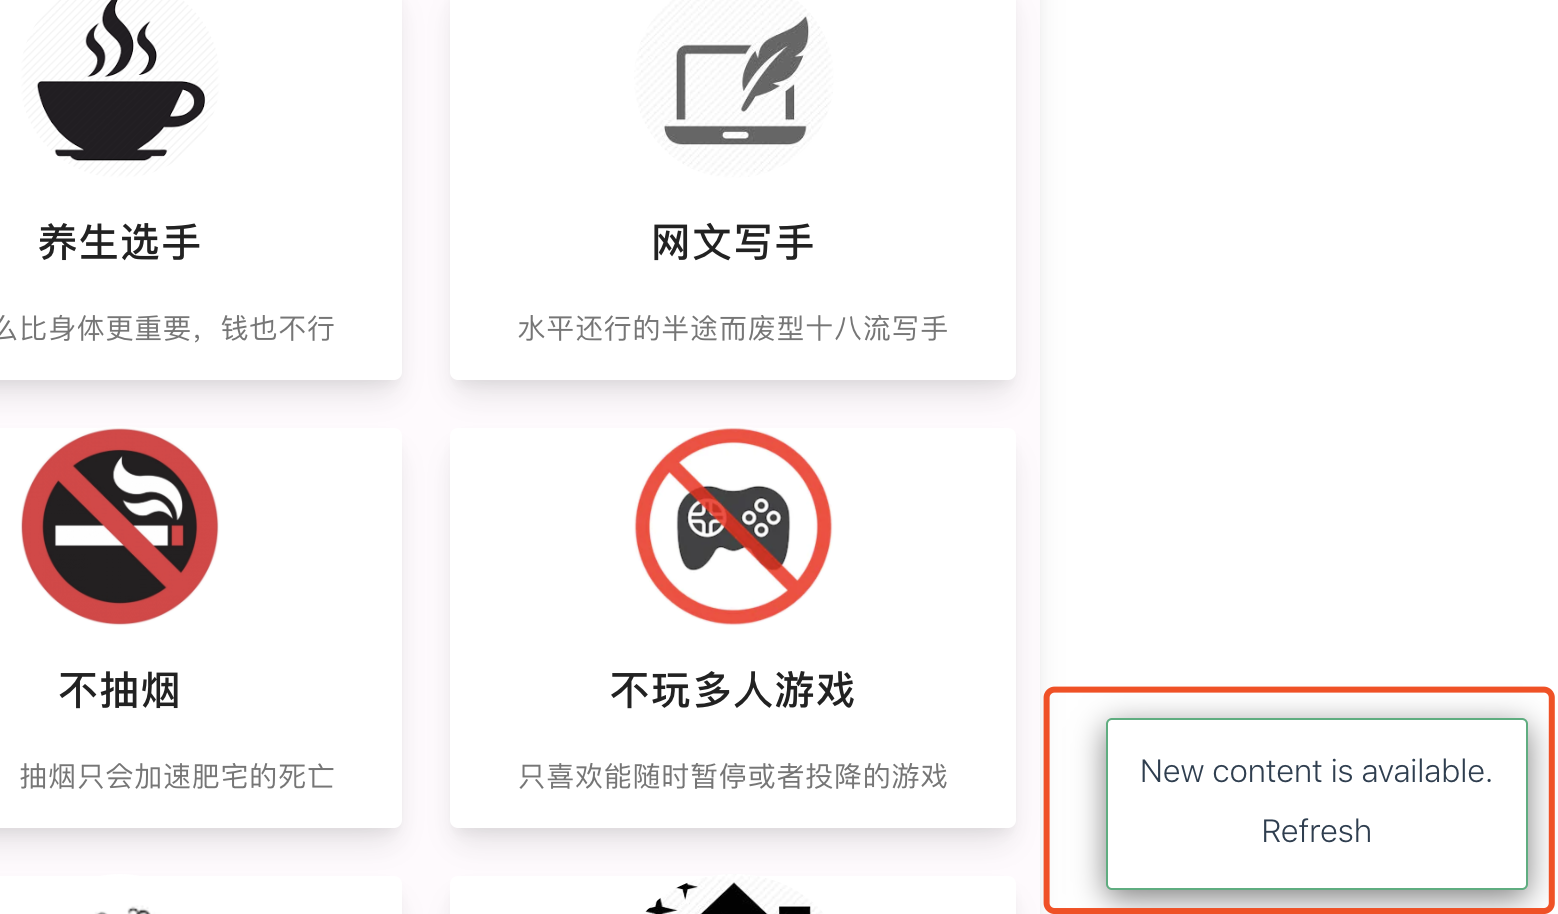 养生选手
网文写手
么比身体更重要，钱也不行
水平还行的半途而废型十八流写手
不抽烟
不玩多人游戏
抽烟只会加速肥宅的死亡
只喜欢能随时暂停或者投降的游戏
New content is available.
Refresh